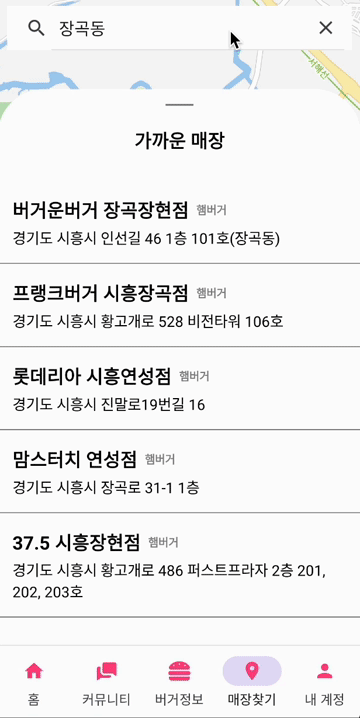 장곡동
서해선
가까운 매장
버거운버거 장곡장현점 햄버거
경기도 시흥시 인선길 46 1층 101호(장곡동)
프랭크버거 시흥장곡점 햄버거
경기도 시흥시 황고개로 528 비전타워 106호
롯데리아 시흥연성점 햄버거
경기도 시흥시 진말로19번길 16
맘스터치 연성점 햄버거
경기도 시흥시 장곡로 31-1 1층
37.5 시흥장현점 햄버거
경기도 시흥시 황고개로 486 퍼스트프라자 2층 201,
202, 203호
홈 커뮤니티 버거정보 매장찾기 내 계정